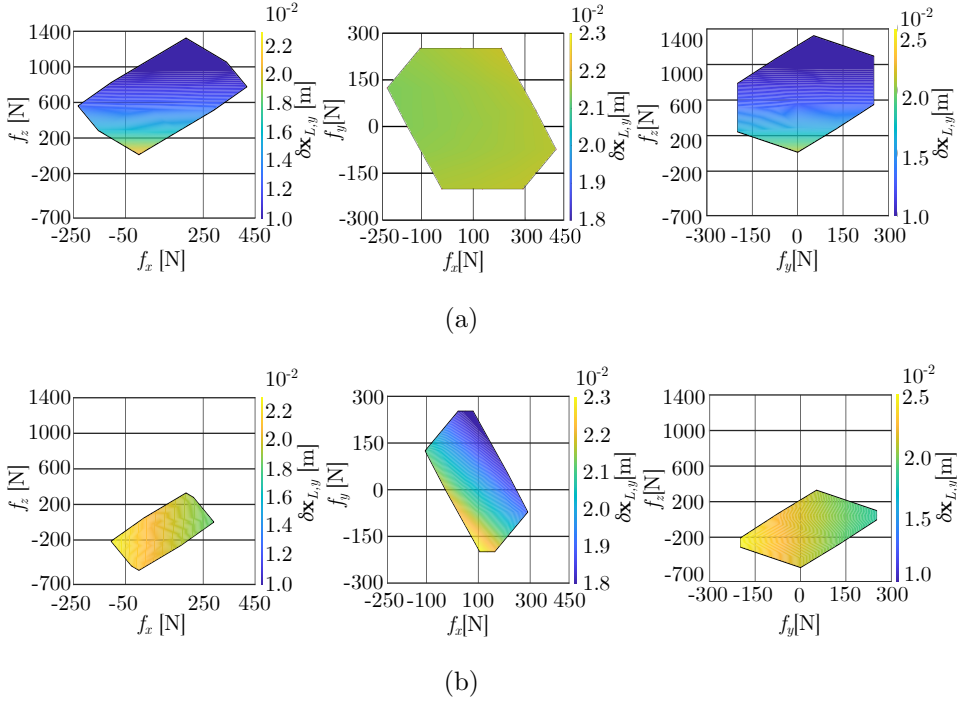 10⁻² 10⁻² 10⁻²
1400 1000 600 200 -200 -700
f_z [N]
-250 -50 250 450
f_x [N]
2.2 2.0 1.8 1.6 1.4 1.2 1.0
δx_{L,y} [m]
300 150 0 -150 -300
f_y[N]
-250 -100 100 300 450
f_x[N]
2.3 2.2 2.1 2.0 1.9 1.8
δx_{L,y}[m]
1400 1000 600 200 -200 -700
f_z[N]
-300 -150 0 150 300
f_y[N]
2.5 2.0 1.5 1.0
δx_{L,y}[m]
(a)
10⁻² 10⁻² 10⁻²
1400 1000 600 200 -200 -700
f_z [N]
-250 -50 250 450
f_x [N]
2.2 2.0 1.8 1.6 1.4 1.2 1.0
δx_{L,y} [m]
300 150 0 -150 -300
f_y [N]
-250 -100 100 300 450
f_x[N]
2.3 2.2 2.1 2.0 1.9 1.8
δx_{L,y}[m]
1400 1000 600 200 -200 -700
f_z[N]
-300 -150 0 150 300
f_y[N]
2.5 2.0 1.5 1.0
δx_{L,y}[m]
(b)